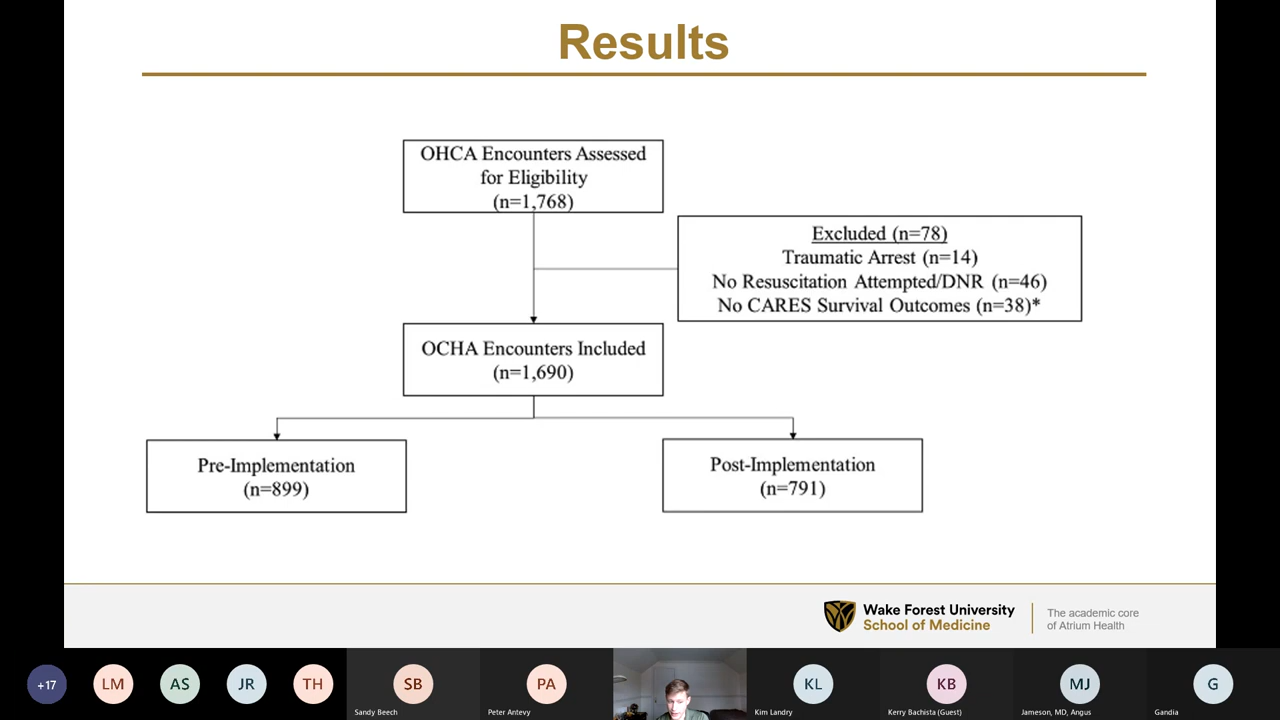 Results
OHCA Encounters Assessed
for Eligibility
(n=1,768)
Excluded (n=78)
Traumatic Arrest (n=14)
No Resuscitation Attempted/DNR (n=46)
No CARES Survival Outcomes (n=38)*
OCHA Encounters Included
(n=1,690)
Pre-Implementation
(n=899)
Post-Implementation
(n=791)
Wake Forest University
School of Medicine
The academic core
of Atrium Health
+17
LM
AS
JR
TH
SB
Sandy Beech
PA
Peter Antevy
KL
Kim Landry
KB
Kerry Bachista (Guest)
MJ
Jameson, MD, Angus
G
Gandia